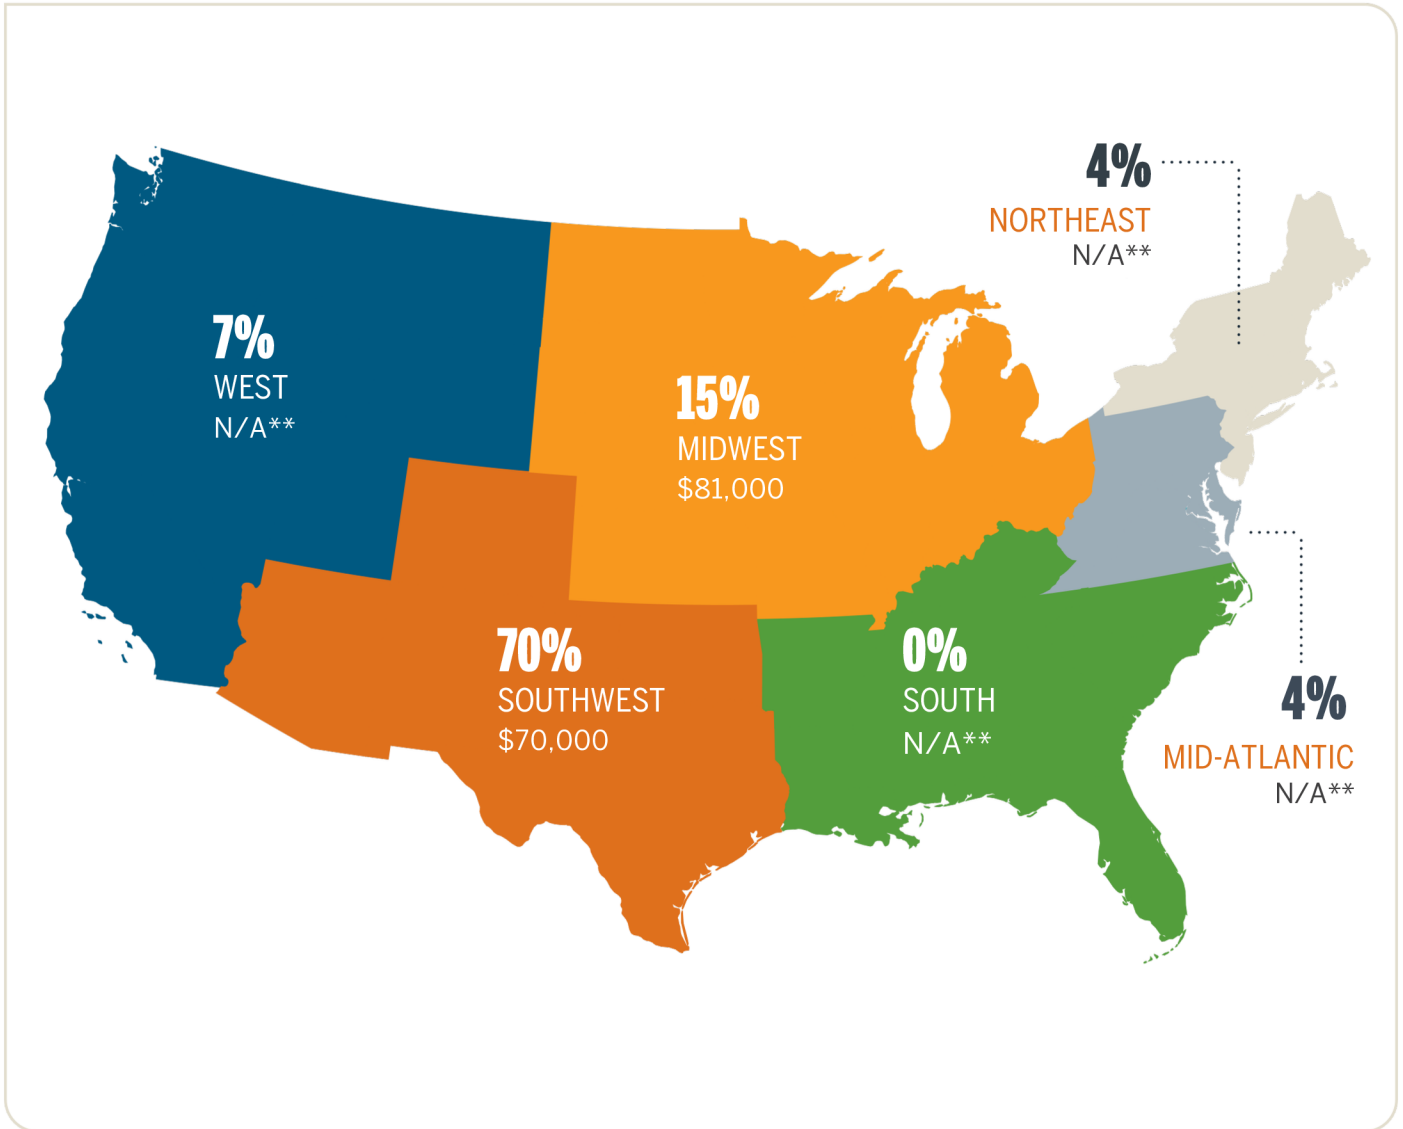 4%
NORTHEAST
N/A**
7%
WEST
N/A**
15%
MIDWEST
$81,000
70%
SOUTHWEST
$70,000
0%
SOUTH
N/A**
4%
MID-ATLANTIC
N/A**